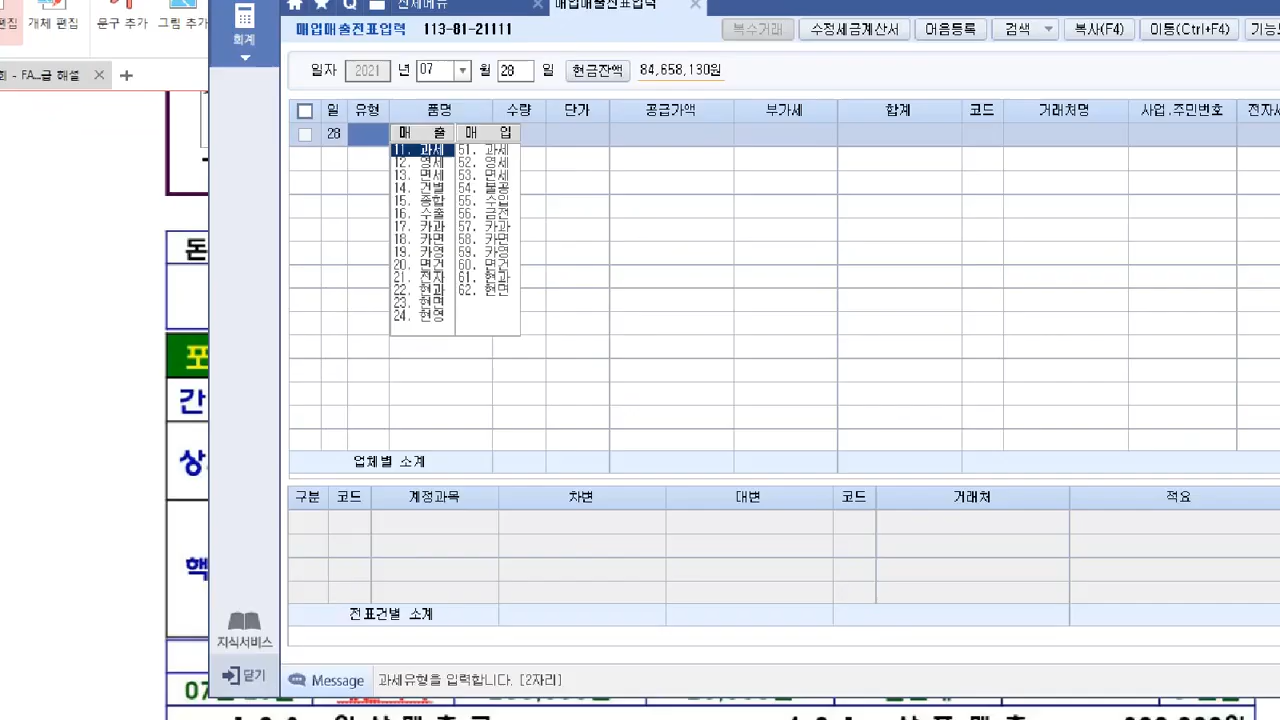 편집 개체 편집 문구 추가 그림 추가
회 - FA...급 해설
회계
전체메뉴 매입매출전표입력
매입매출전표입력 113-81-21111 복수거래 수정세금계산서 어음등록 검색 복사(F4) 이동(Ctrl+F4)
일자 2021 년 07 월 28 일 현금잔액 84,658,130원
일 유형 품명 수량 단가 공급가액 부가세 합계 코드 거래처명 사업.주민번호
28 매 출 매 입
11. 과세 51. 과세
12. 영세 52. 영세
13. 면세 53. 면세
14. 건별 54. 불공
15. 종합 55. 수입
16. 수출 56. 금전
17. 카과 57. 카과
18. 카면 58. 카면
19. 카영 59. 카영
20. 면건 60. 면건
21. 전자 61. 현과
22. 현과 62. 현면
23. 현면
24. 현영
돈
포
간
상
핵
업체별 소계
구분 코드 계정과목 차변 대변 코드 거래처 적요
전표건별 소계
지식서비스
닫기
Message 과세유형을 입력합니다. [2자리]